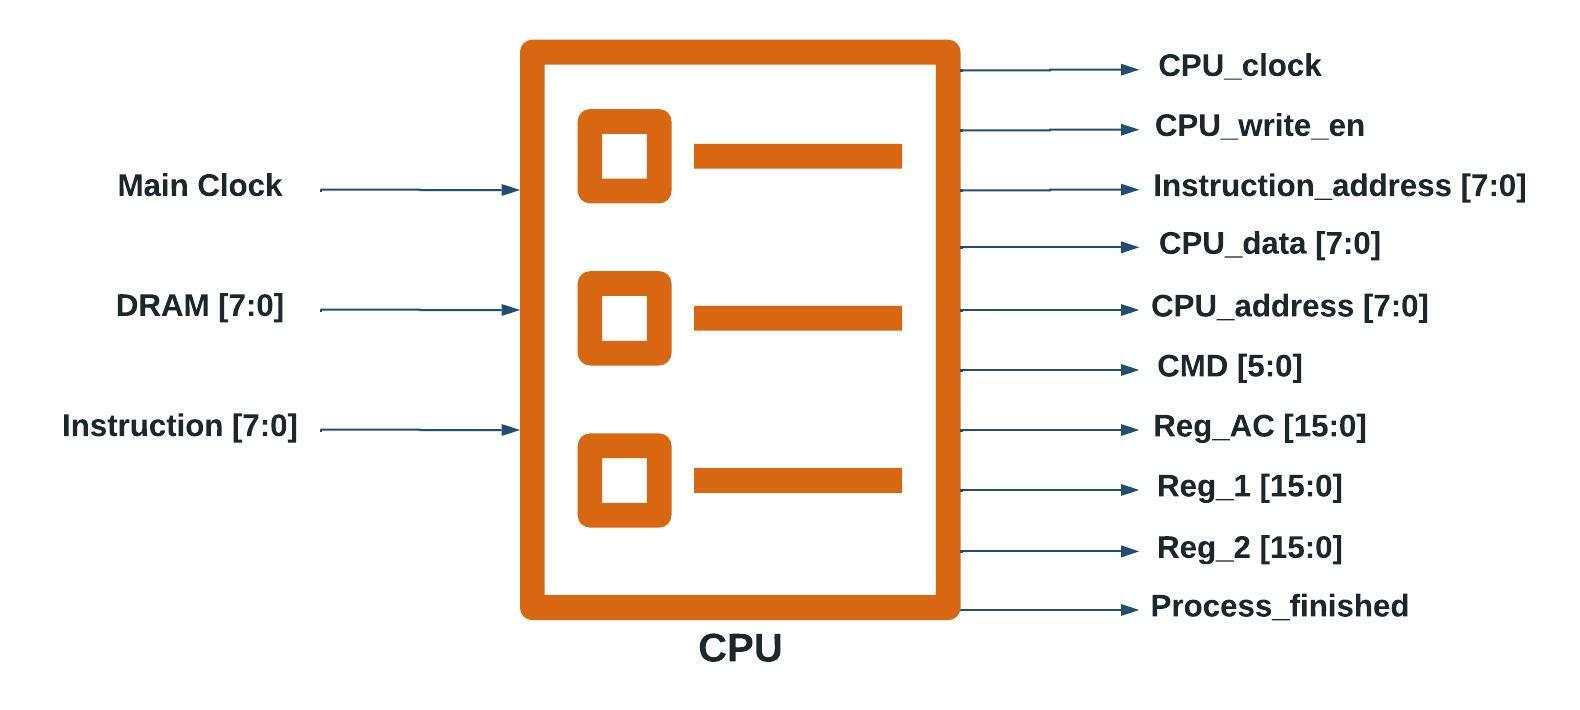 Main Clock
DRAM [7:0]
Instruction [7:0]
CPU_clock
CPU_write_en
Instruction_address [7:0]
CPU_data [7:0]
CPU_address [7:0]
CMD [5:0]
Reg_AC [15:0]
Reg_1 [15:0]
Reg_2 [15:0]
Process_finished
CPU